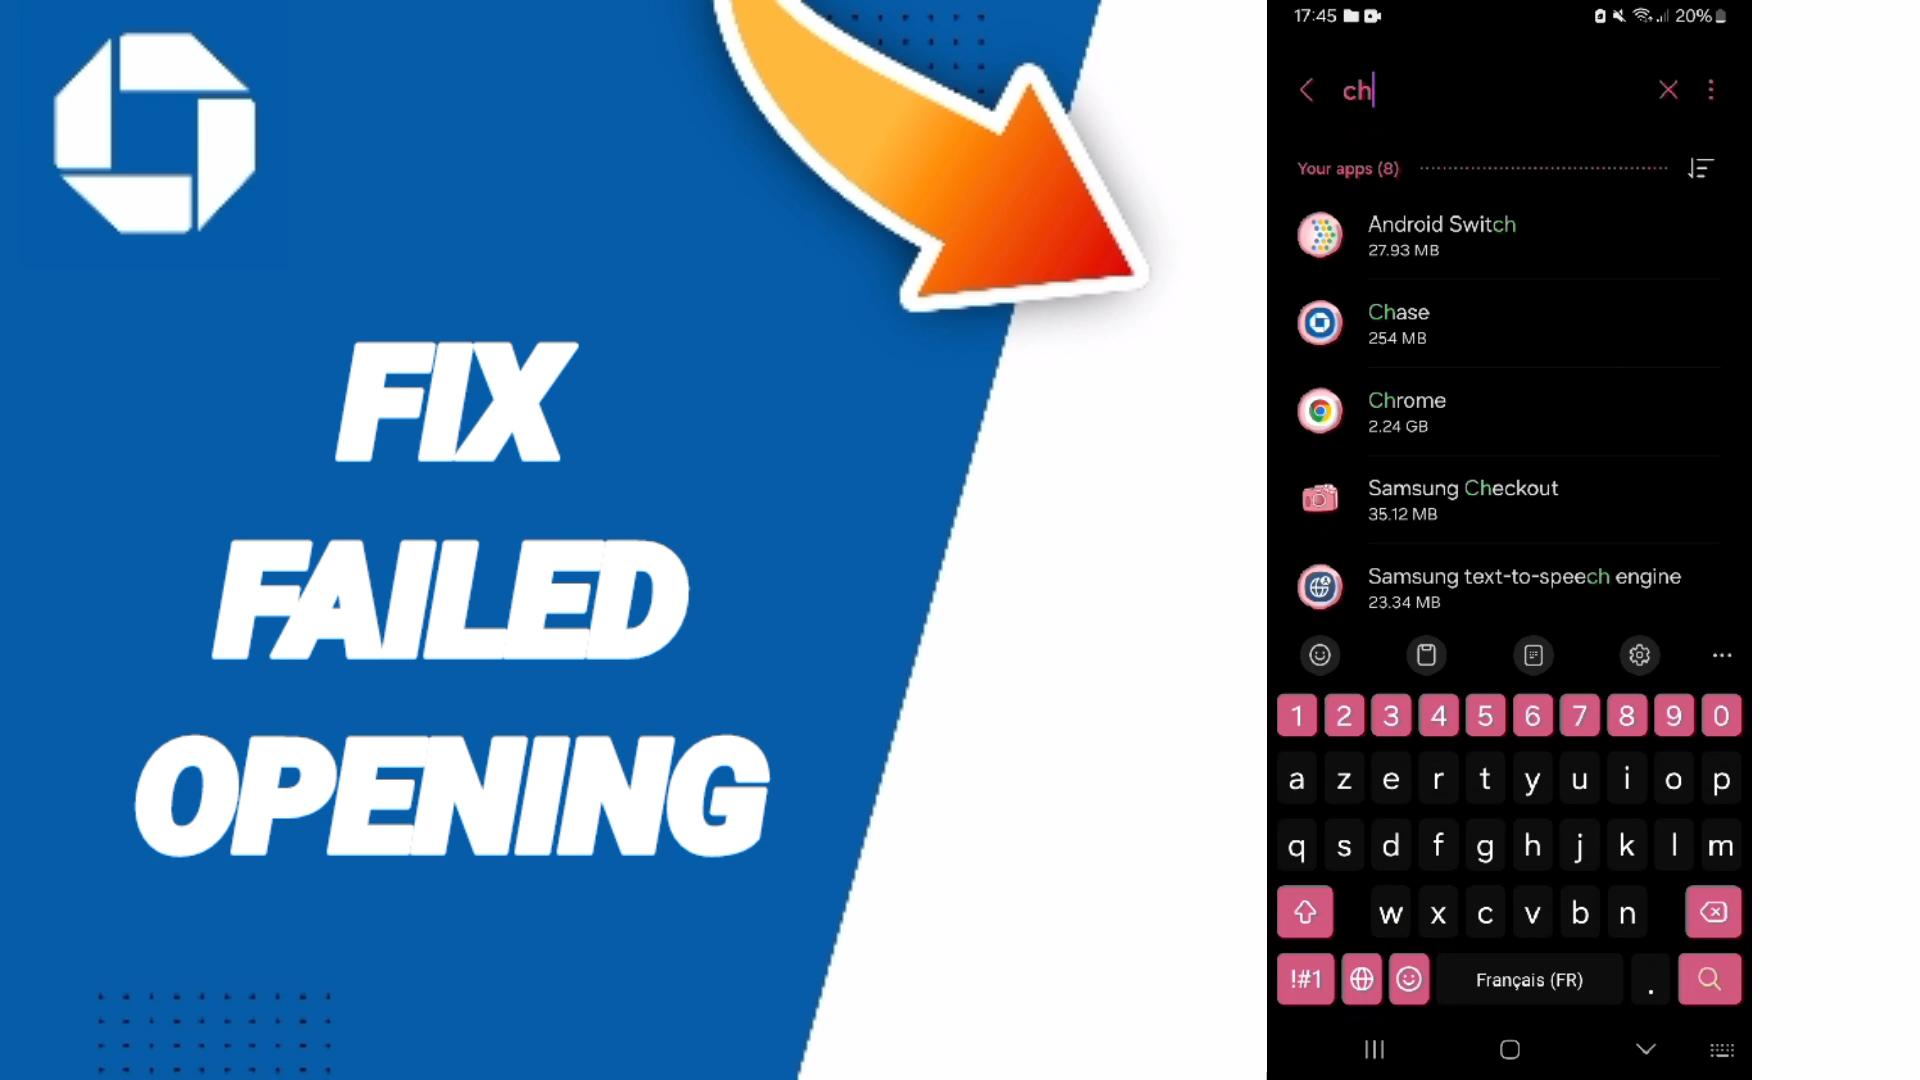 FIX
FAILED
OPENING
17:45 20%
ch
Your apps (8)
Android Switch
27.93 MB
Chase
254 MB
Chrome
2.24 GB
Samsung Checkout
35.12 MB
Samsung text-to-speech engine
23.34 MB
1 2 3 4 5 6 7 8 9 0
a z e r t y u i o p
q s d f g h j k l m
w x c v b n
!#1 Français (FR) .